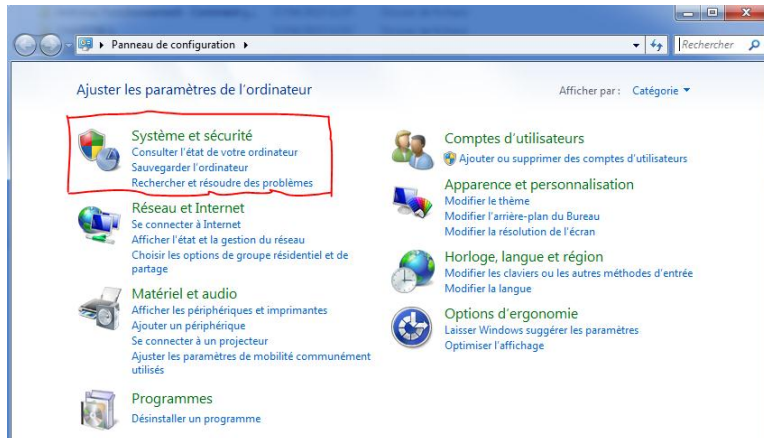 Panneau de configuration
Rechercher
Ajuster les paramètres de l'ordinateur
Afficher par : Catégorie
Système et sécurité
Consulter l'état de votre ordinateur
Sauvegarder l'ordinateur
Rechercher et résoudre des problèmes
Réseau et Internet
Se connecter à Internet
Afficher l'état et la gestion du réseau
Choisir les options de groupe résidentiel et de
partage
Matériel et audio
Afficher les périphériques et imprimantes
Ajouter un périphérique
Se connecter à un projecteur
Ajuster les paramètres de mobilité communément
utilisés
Programmes
Désinstaller un programme
Comptes d'utilisateurs
Ajouter ou supprimer des comptes d'utilisateurs
Apparence et personnalisation
Modifier le thème
Modifier l'arrière-plan du Bureau
Modifier la résolution de l'écran
Horloge, langue et région
Modifier les claviers ou les autres méthodes d'entrée
Modifier la langue
Options d'ergonomie
Laisser Windows suggérer les paramètres
Optimiser l'affichage